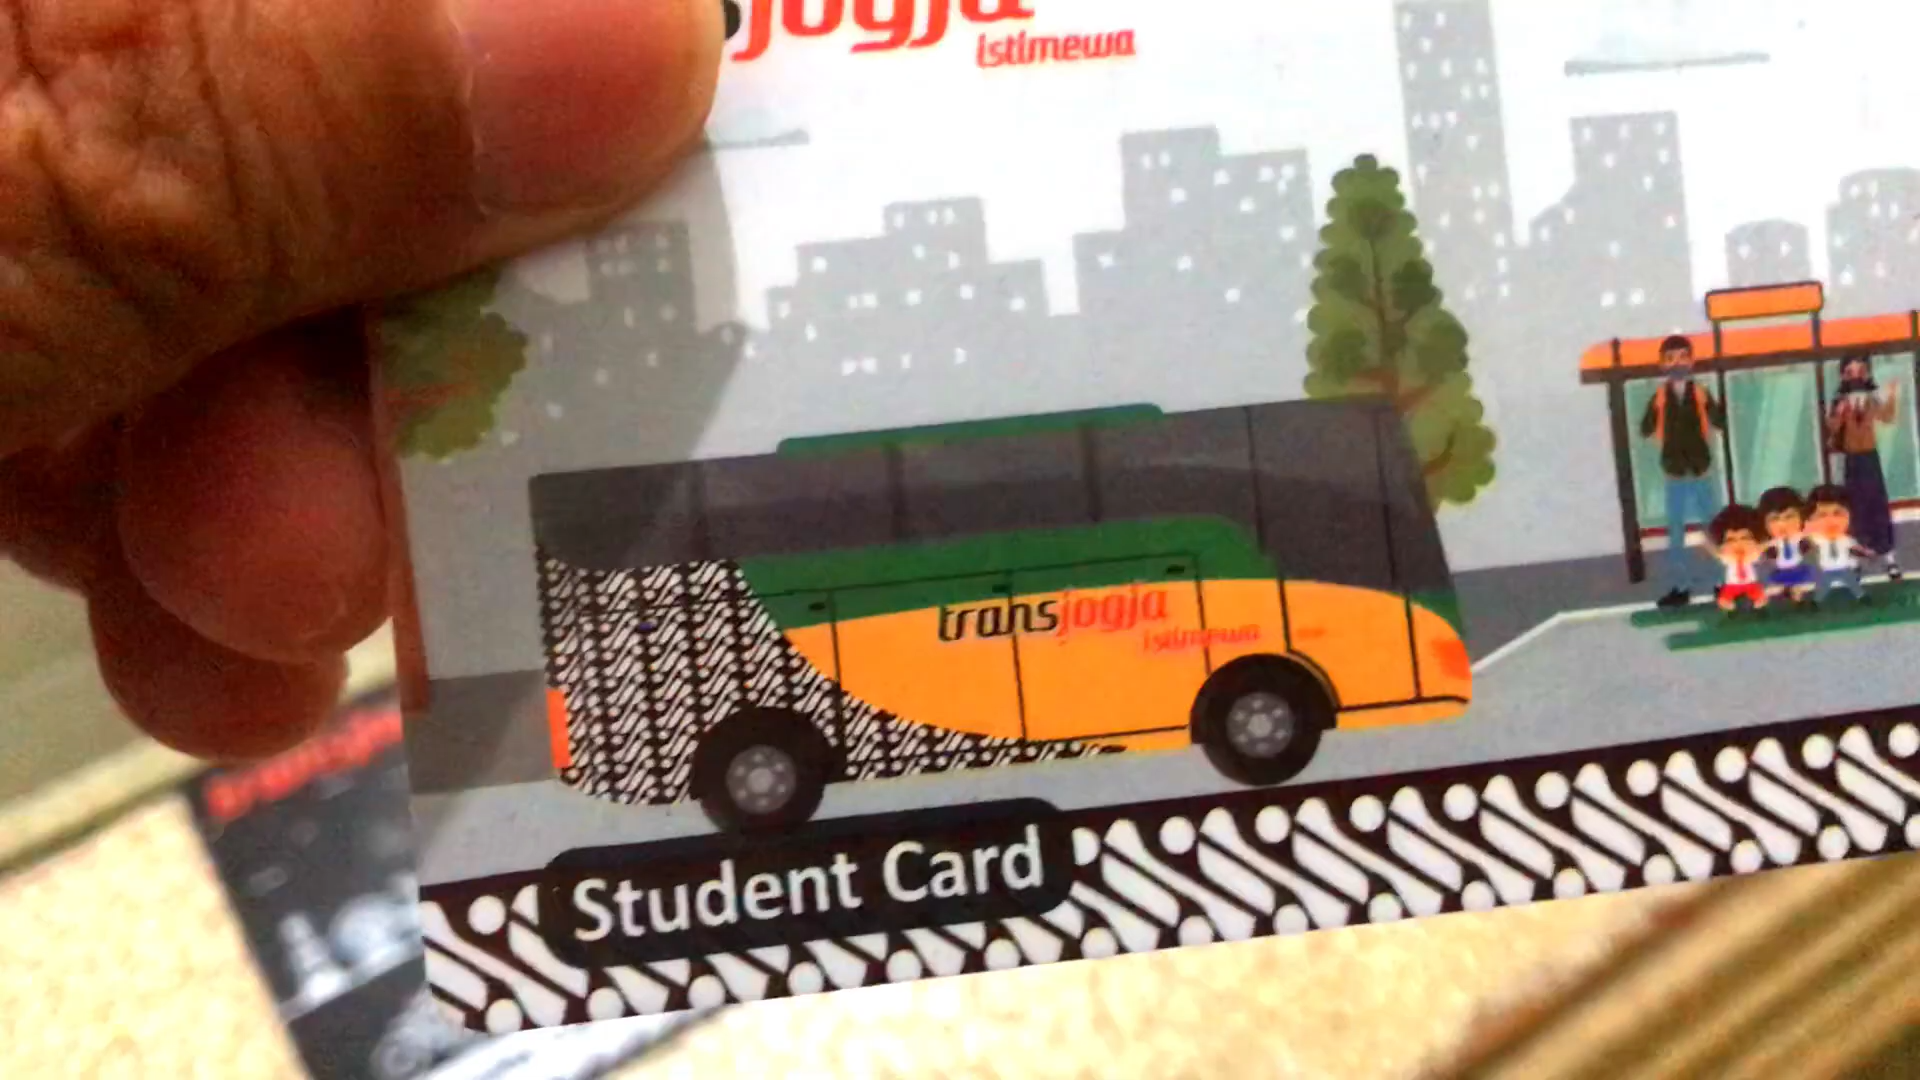 jogja
istimewa
transjogja
istimewa
Student Card